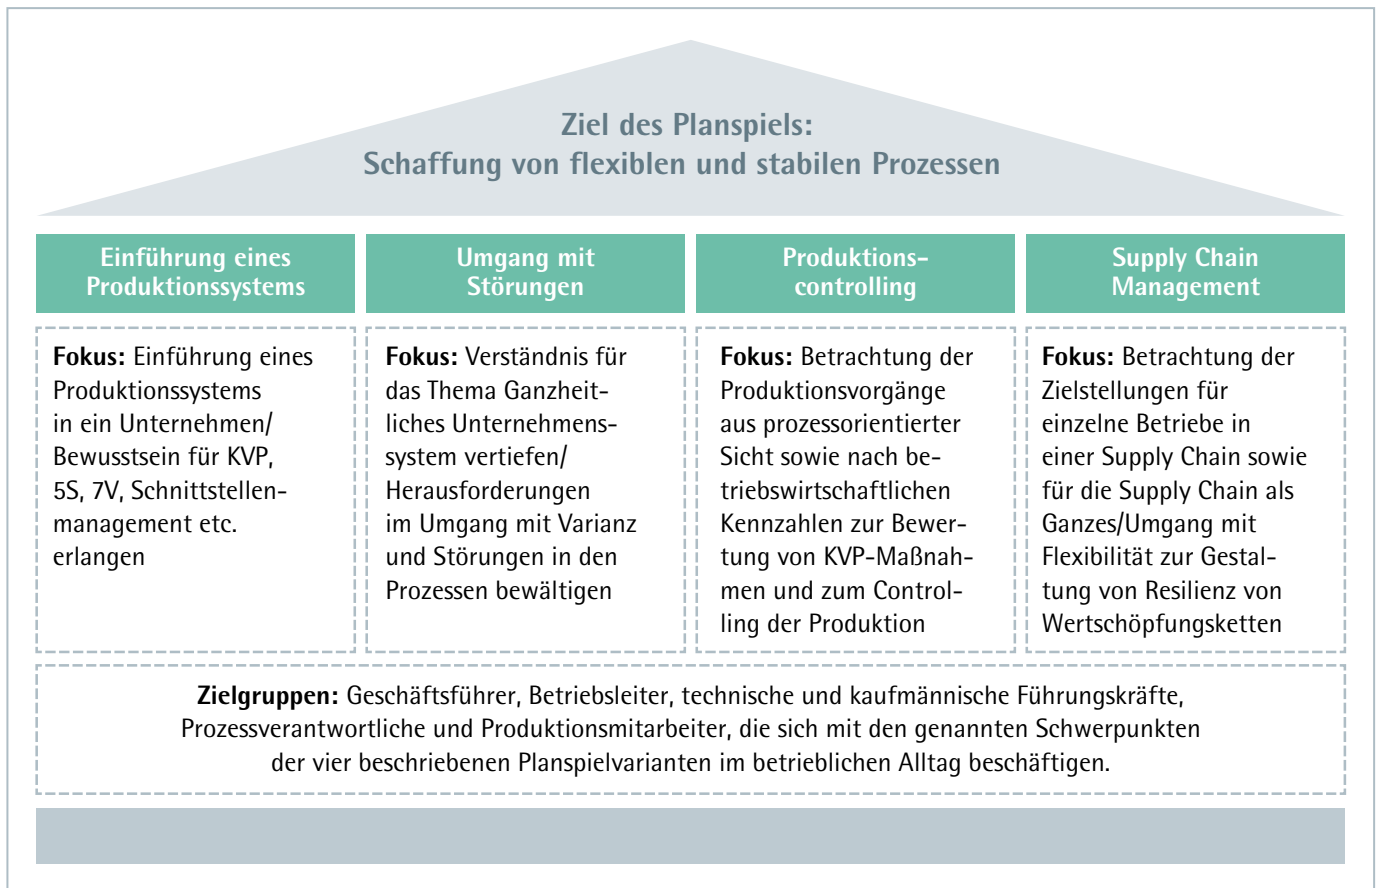 Ziel des Planspiels:
Schaffung von flexiblen und stabilen Prozessen
Einführung eines
Produktionssystems
Umgang mit
Störungen
Produktions-
controlling
Supply Chain
Management
Fokus: Einführung eines
Produktionssystems
in ein Unternehmen/
Bewusstsein für KVP,
5S, 7V, Schnittstellen-
management etc.
erlangen
Fokus: Verständnis für
das Thema Ganzheit-
liches Unternehmens-
system vertiefen/
Herausforderungen
im Umgang mit Varianz
und Störungen in den
Prozessen bewältigen
Fokus: Betrachtung der
Produktionsvorgänge
aus prozessorientierter
Sicht sowie nach be-
triebswirtschaftlichen
Kennzahlen zur Bewer-
tung von KVP-Maßnah-
men und zum Control-
ling der Produktion
Fokus: Betrachtung der
Zielstellungen für
einzelne Betriebe in
einer Supply Chain sowie
für die Supply Chain als
Ganzes/Umgang mit
Flexibilität zur Gestal-
tung von Resilienz von
Wertschöpfungsketten
Zielgruppen: Geschäftsführer, Betriebsleiter, technische und kaufmännische Führungskräfte,
Prozessverantwortliche und Produktionsmitarbeiter, die sich mit den genannten Schwerpunkten
der vier beschriebenen Planspielvarianten im betrieblichen Alltag beschäftigen.